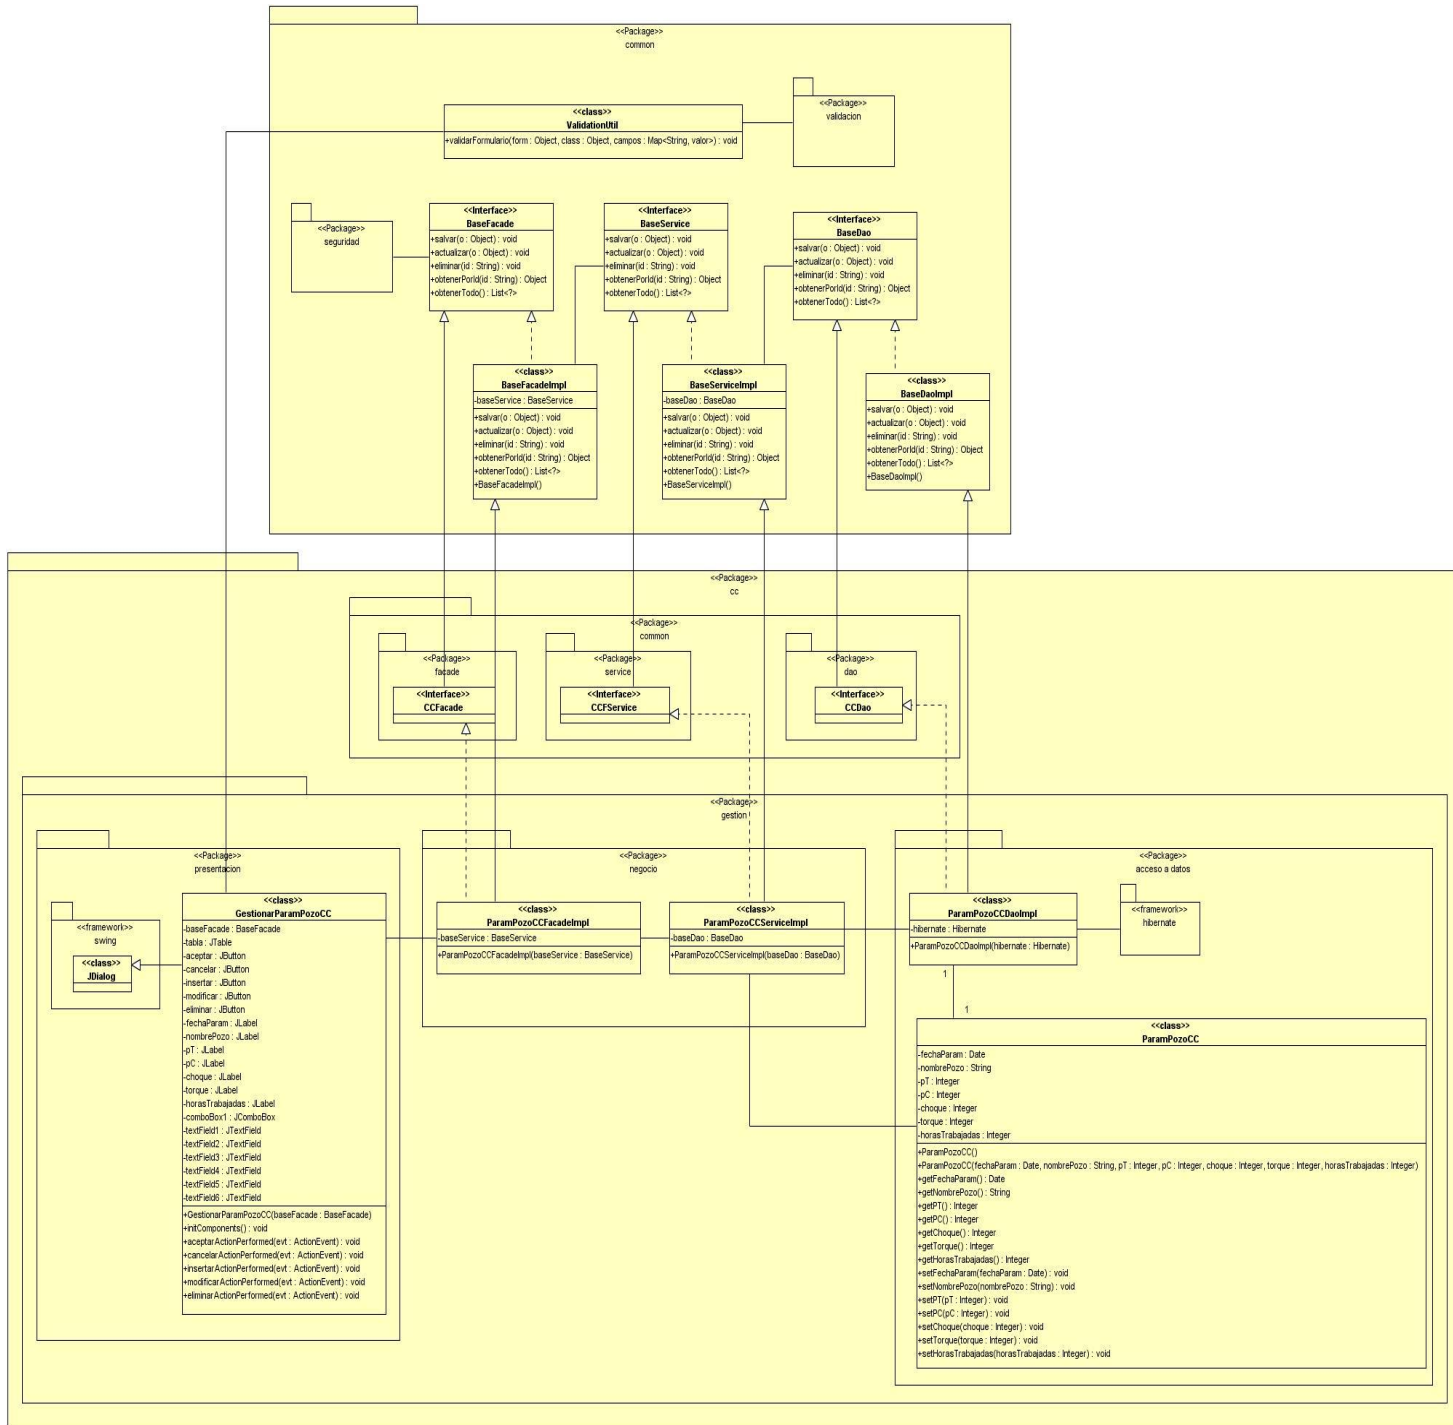 <<Package>>
common
<<class>>
ValidationUtil
+validarFormulario(form : Object, class : Object, campos : Map<String, valor>) : void
<<Package>>
validacion
<<Package>>
seguridad
<<Interface>>
BaseFacade
+salvar(o : Object) : void
+actualizar(o : Object) : void
+eliminar(id : String) : void
+obtenerPorId(id : String) : Object
+obtenerTodo() : List<?>
<<Interface>>
BaseService
+salvar(o : Object) : void
+actualizar(o : Object) : void
+eliminar(id : String) : void
+obtenerPorId(id : String) : Object
+obtenerTodo() : List<?>
<<Interface>>
BaseDao
+salvar(o : Object) : void
+actualizar(o : Object) : void
+eliminar(id : String) : void
+obtenerPorId(id : String) : Object
+obtenerTodo() : List<?>
<<class>>
BaseFacadeImpl
-baseService : BaseService
+salvar(o : Object) : void
+actualizar(o : Object) : void
+eliminar(id : String) : void
+obtenerPorId(id : String) : Object
+obtenerTodo() : List<?>
+BaseFacadeImpl()
<<class>>
BaseServiceImpl
-baseDao : BaseDao
+salvar(o : Object) : void
+actualizar(o : Object) : void
+eliminar(id : String) : void
+obtenerPorId(id : String) : Object
+obtenerTodo() : List<?>
+BaseServiceImpl()
<<class>>
BaseDaoImpl
+salvar(o : Object) : void
+actualizar(o : Object) : void
+eliminar(id : String) : void
+obtenerPorId(id : String) : Object
+obtenerTodo() : List<?>
+BaseDaoImpl()
<<Package>>
cc
<<Package>>
common
<<Package>>
facade
<<Interface>>
CCFacade
<<Package>>
service
<<Interface>>
CCFService
<<Package>>
dao
<<Interface>>
CCDao
<<Package>>
gestion
<<Package>>
presentacion
<<framework>>
swing
<<class>>
JDialog
<<class>>
GestionarParamPozoCC
-baseFacade : BaseFacade
-tabla : JTable
-aceptar : JButton
-cancelar : JButton
-insertar : JButton
-modificar : JButton
-eliminar : JButton
-fechaParam : JLabel
-nombrePozo : JLabel
-pT : JLabel
-pC : JLabel
-choque : JLabel
-torque : JLabel
-horasTrabajadas : JLabel
-comboBox1 : JComboBox
-textField1 : JTextField
-textField2 : JTextField
-textField3 : JTextField
-textField4 : JTextField
-textField5 : JTextField
-textField6 : JTextField
+GestionarParamPozoCC(baseFacade : BaseFacade)
+initComponents() : void
+aceptarActionPerformed(evt : ActionEvent) : void
+cancelarActionPerformed(evt : ActionEvent) : void
+insertarActionPerformed(evt : ActionEvent) : void
+modificarActionPerformed(evt : ActionEvent) : void
+eliminarActionPerformed(evt : ActionEvent) : void
<<Package>>
negocio
<<class>>
ParamPozoCCFacadeImpl
-baseService : BaseService
+ParamPozoCCFacadeImpl(baseService : BaseService)
<<class>>
ParamPozoCCServiceImpl
-baseDao : BaseDao
+ParamPozoCCServiceImpl(baseDao : BaseDao)
<<Package>>
acceso a datos
<<class>>
ParamPozoCCDaoImpl
-hibernate : Hibernate
+ParamPozoCCDaoImpl(hibernate : Hibernate)
<<framework>>
hibernate
1
1
<<class>>
ParamPozoCC
-fechaParam : Date
-nombrePozo : String
-pT : Integer
-pC : Integer
-choque : Integer
-torque : Integer
-horasTrabajadas : Integer
+ParamPozoCC()
+ParamPozoCC(fechaParam : Date, nombrePozo : String, pT : Integer, pC : Integer, choque : Integer, torque : Integer, horasTrabajadas : Integer)
+getFechaParam() : Date
+getNombrePozo() : String
+getPT() : Integer
+getPC() : Integer
+getChoque() : Integer
+getTorque() : Integer
+getHorasTrabajadas() : Integer
+setFechaParam(fechaParam : Date) : void
+setNombrePozo(nombrePozo : String) : void
+setPT(pT : Integer) : void
+setPC(pC : Integer) : void
+setChoque(choque : Integer) : void
+setTorque(torque : Integer) : void
+setHorasTrabajadas(horasTrabajadas : Integer) : void